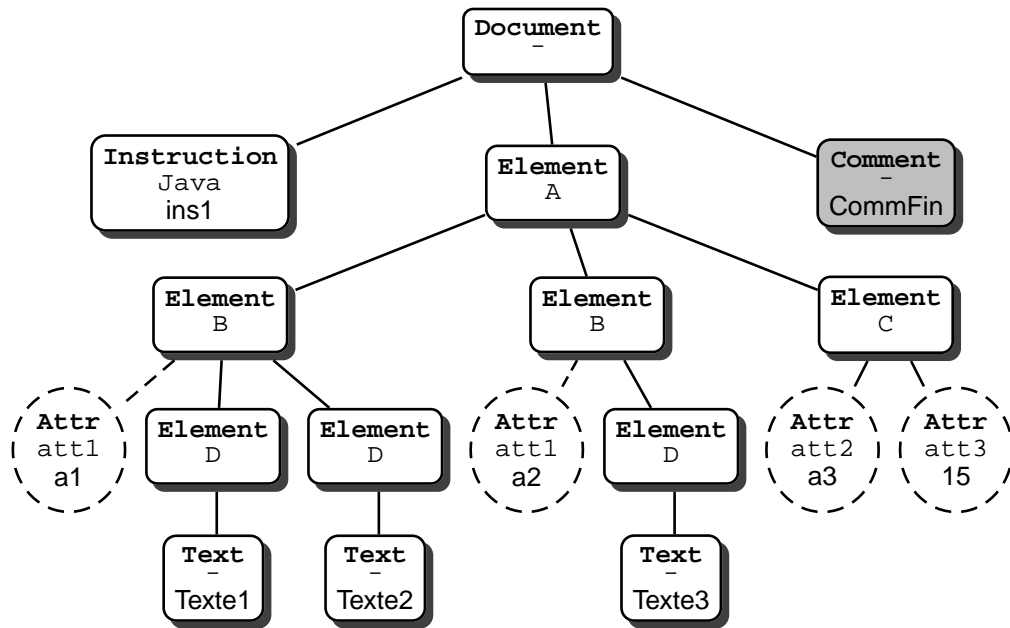 Document
–
Instruction
Java
ins1
Element
A
Comment
–
CommFin
Element
B
Element
B
Element
C
Attr
att1
a1
Element
D
Element
D
Attr
att1
a2
Element
D
Attr
att2
a3
Attr
att3
15
Text
–
Texte1
Text
–
Texte2
Text
–
Texte3